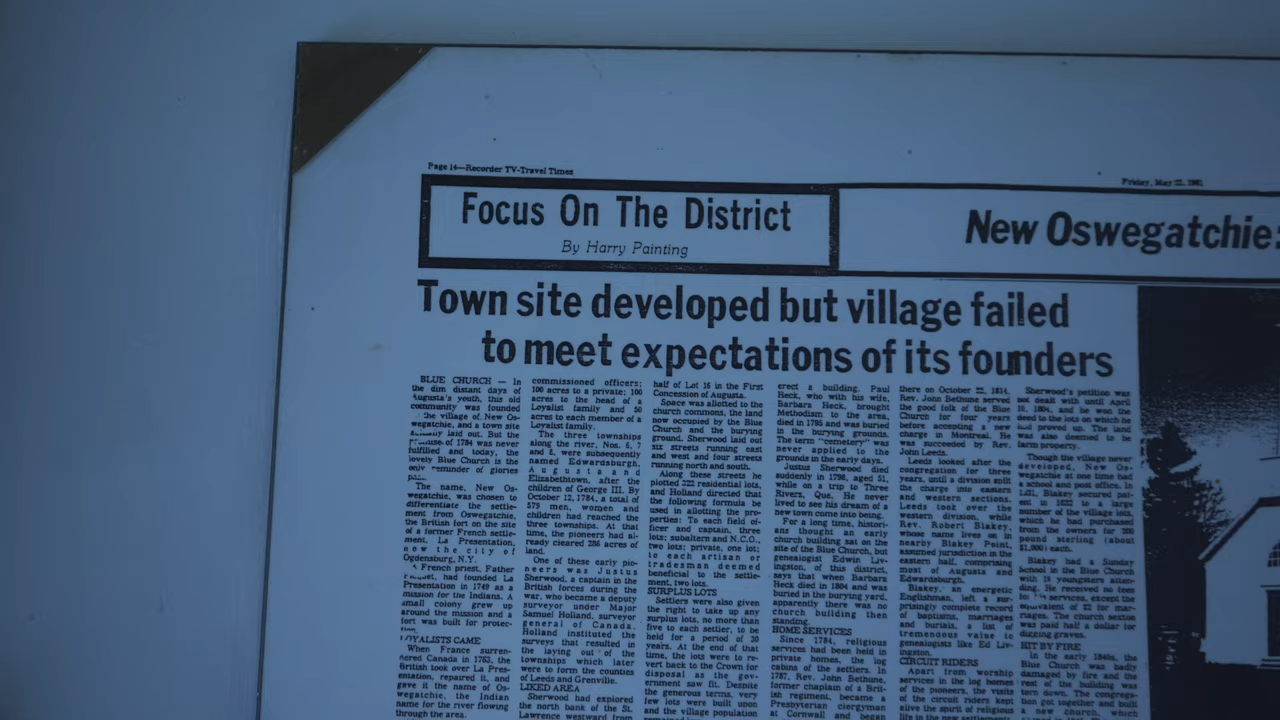 Page 14—Recorder TV-Travel Times
Friday, May 22, 1981
Focus On The District
By Harry Painting
New Oswegatchie:
Town site developed but village failed
to meet expectations of its founders
BLUE CHURCH — In
the dim distant days of
Augusta's youth, this old
community was founded
the village of New Os-
wegatchie, and a town site
laid out. But the
of 1784 was never
fulfilled and today, the
lovely Blue Church is the
only reminder of glories
The name, New Os-
wegatchie, was chosen to
differentiate the settle-
ment from Oswegatchie,
the British fort on the site
of a former French settle-
ment, La Presentation,
now the city of
Ogdensburg, N.Y.
A French priest, Father
had founded La
Presentation in 1749 as a
mission for the Indians. A
small colony grew up
around the mission and a
fort was built for protec-
LOYALISTS CAME
When France surren-
dered Canada in 1763, the
British took over La Pres-
entation, repaired it, and
gave it the name of Os-
wegatchie, the Indian
name for the river flowing
through the area.
commissioned officers;
100 acres to a private; 100
acres to the head of a
Loyalist family and 50
acres to each member of a
Loyalist family.
The three townships
along the river, Nos. 6, 7
and 8, were subsequently
named Edwardsburgh,
Augusta and
Elizabethtown, after the
children of George III. By
October 12, 1784, a total of
579 men, women and
children had reached the
three townships. At that
time, the pioneers had al-
ready cleared 286 acres of
land.
One of these early pio-
neers was Justus
Sherwood, a captain in the
British forces during the
war, who became a deputy
surveyor under Major
Samuel Holland, surveyor
general of Canada.
Holland instituted the
surveys that resulted in
the laying out of the
townships which later
were to form the counties
of Leeds and Grenville.
LIKED AREA
Sherwood had explored
the north bank of the St.
Lawrence westward from
half of Lot 16 in the First
Concession of Augusta.
Space was allotted to the
church commons, the land
now occupied by the Blue
Church and the burying
ground. Sherwood laid out
six streets running east
and west and four streets
running north and south.
Along these streets he
plotted 222 residential lots,
and Holland directed that
the following formula be
used in allotting the pro-
perties: To each field of-
ficer and captain, three
lots; subaltern and N.C.O.,
two lots; private, one lot;
to each artisan or
tradesman deemed
beneficial to the settle-
ment, two lots.
SURPLUS LOTS
Settlers were also given
the right to take up any
surplus lots, no more than
five to each settler, to be
held for a period of 20
years. At the end of that
time, the lots were to re-
vert back to the Crown for
disposal as the gov-
ernment saw fit. Despite
the generous terms, very
few lots were built upon
and the village population
remained
erect a building. Paul
Heck, who with his wife,
Barbara Heck, brought
Methodism to the area,
died in 1795 and was buried
in the burying grounds.
The term "cemetery" was
never applied to the
grounds in the early days.
Justus Sherwood died
suddenly in 1798, aged 51,
while on a trip to Three
Rivers, Que. He never
lived to see his dream of a
new town come into being.
For a long time, histori-
ans thought an early
church building sat on the
site of the Blue Church, but
genealogist Edwin Liv-
ingston, of this district,
says that when Barbara
Heck died in 1804 and was
buried in the burying yard,
apparently there was no
church building then
standing.
HOME SERVICES
Since 1784, religious
services had been held in
private homes, the log
cabins of the settlers. In
1787, Rev. John Bethune,
former chaplain of a Brit-
ish regiment, became a
Presbyterian clergyman
at Cornwall and began
there on October 22, 1814.
Rev. John Bethune served
the good folk of the Blue
Church for four years
before accepting a new
charge in Montreal. He
was succeeded by Rev.
John Leeds.
Leeds looked after the
congregation for three
years, until a division split
the charge into eastern
and western sections.
Leeds took over the
western division, while
Rev. Robert Blakey,
whose name lives on in
nearby Blakey Point,
assumed jurisdiction in the
eastern half, comprising
most of Augusta and
Edwardsburgh.
Blakey, an energetic
Englishman, left a sur-
prisingly complete record
of baptisms, marriages
and burials, a list of
tremendous value to
genealogists like Ed Liv-
ingston.
CIRCUIT RIDERS
Apart from worship
services in the log homes
of the pioneers, the visits
of the circuit riders kept
alive the spirit of religious
life in the new settlements.
Sherwood's petition was
not dealt with until April
16, 1804, and he won the
deed to the lots on which he
had proved up. The land
was also deemed to be
farm property.
Though the village never
developed, New Os-
wegatchie at one time had
a school and post office. In
1821, Blakey secured pat-
ent in 1822 to a large
number of the village lots,
which he had purchased
from the owners for 200
pound sterling (about
$1,000) each.
Blakey had a Sunday
School in the Blue Church
with 16 youngsters atten-
ding. He received no fees
for services, except the
equivalent of $2 for mar-
riages. The church sexton
was paid half a dollar for
digging graves.
HIT BY FIRE
In the early 1840s, the
Blue Church was badly
damaged by fire and the
rest of the building was
torn down. The congrega-
tion got together and built
a new church, which